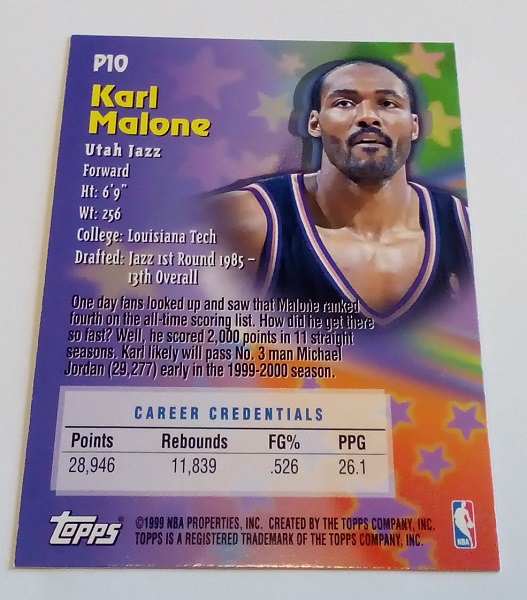 P10
Karl
Malone
Utah Jazz
Forward
Ht: 6'9"
Wt: 256
College: Louisiana Tech
Drafted: Jazz 1st Round 1985 –
13th Overall
One day fans looked up and saw that Malone ranked
fourth on the all-time scoring list. How did he get there
so fast? Well, he scored 2,000 points in 11 straight
seasons. Karl likely will pass No. 3 man Michael
Jordan (29,277) early in the 1999-2000 season.
CAREER CREDENTIALS
Points Rebounds FG% PPG
28,946 11,839 .526 26.1
Topps ©1999 NBA PROPERTIES, INC. CREATED BY THE TOPPS COMPANY, INC.
TOPPS IS A REGISTERED TRADEMARK OF THE TOPPS COMPANY, INC.
NBA